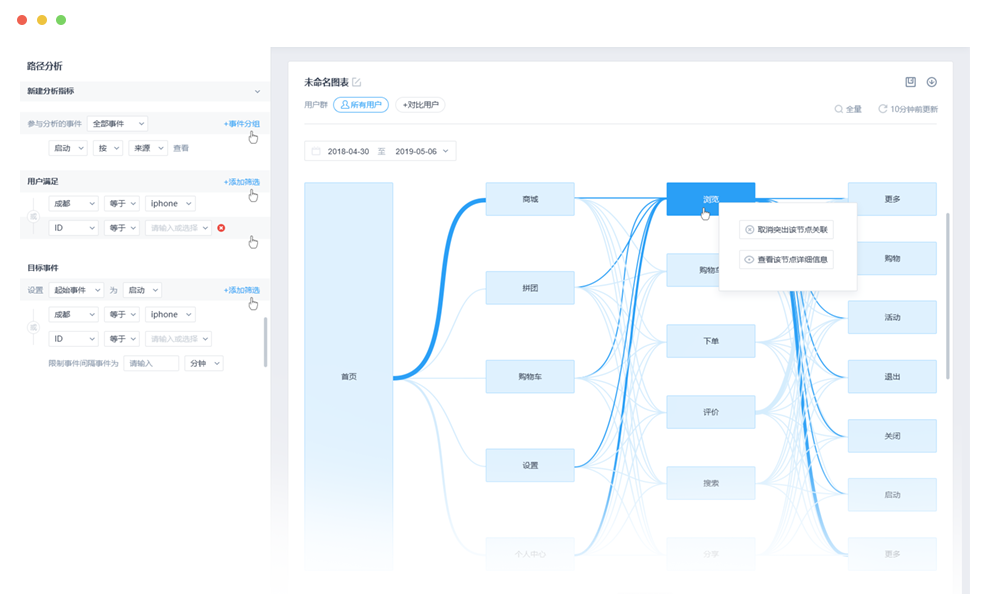 路径分析
新建分析指标
参与分析的事件 全部事件 +事件分组
启动 按 来源 查看
用户满足 +添加筛选
成都 等于 iphone
或
ID 等于 请输入或选择
目标事件
设置 起始事件 为 启动 +添加筛选
成都 等于 iphone
或
ID 等于 请输入或选择
限制事件间隔事件为 请输入 分钟
未命名图表
用户群 所有用户 +对比用户
全量 10分钟前更新
2018-04-30 至 2019-05-06
首页
商城
拼团
购物车
设置
个人中心
浏览
购物车
下单
评价
搜索
分享
取消突出该节点关联
查看该节点详细信息
更多
购物
活动
退出
关闭
启动
更多